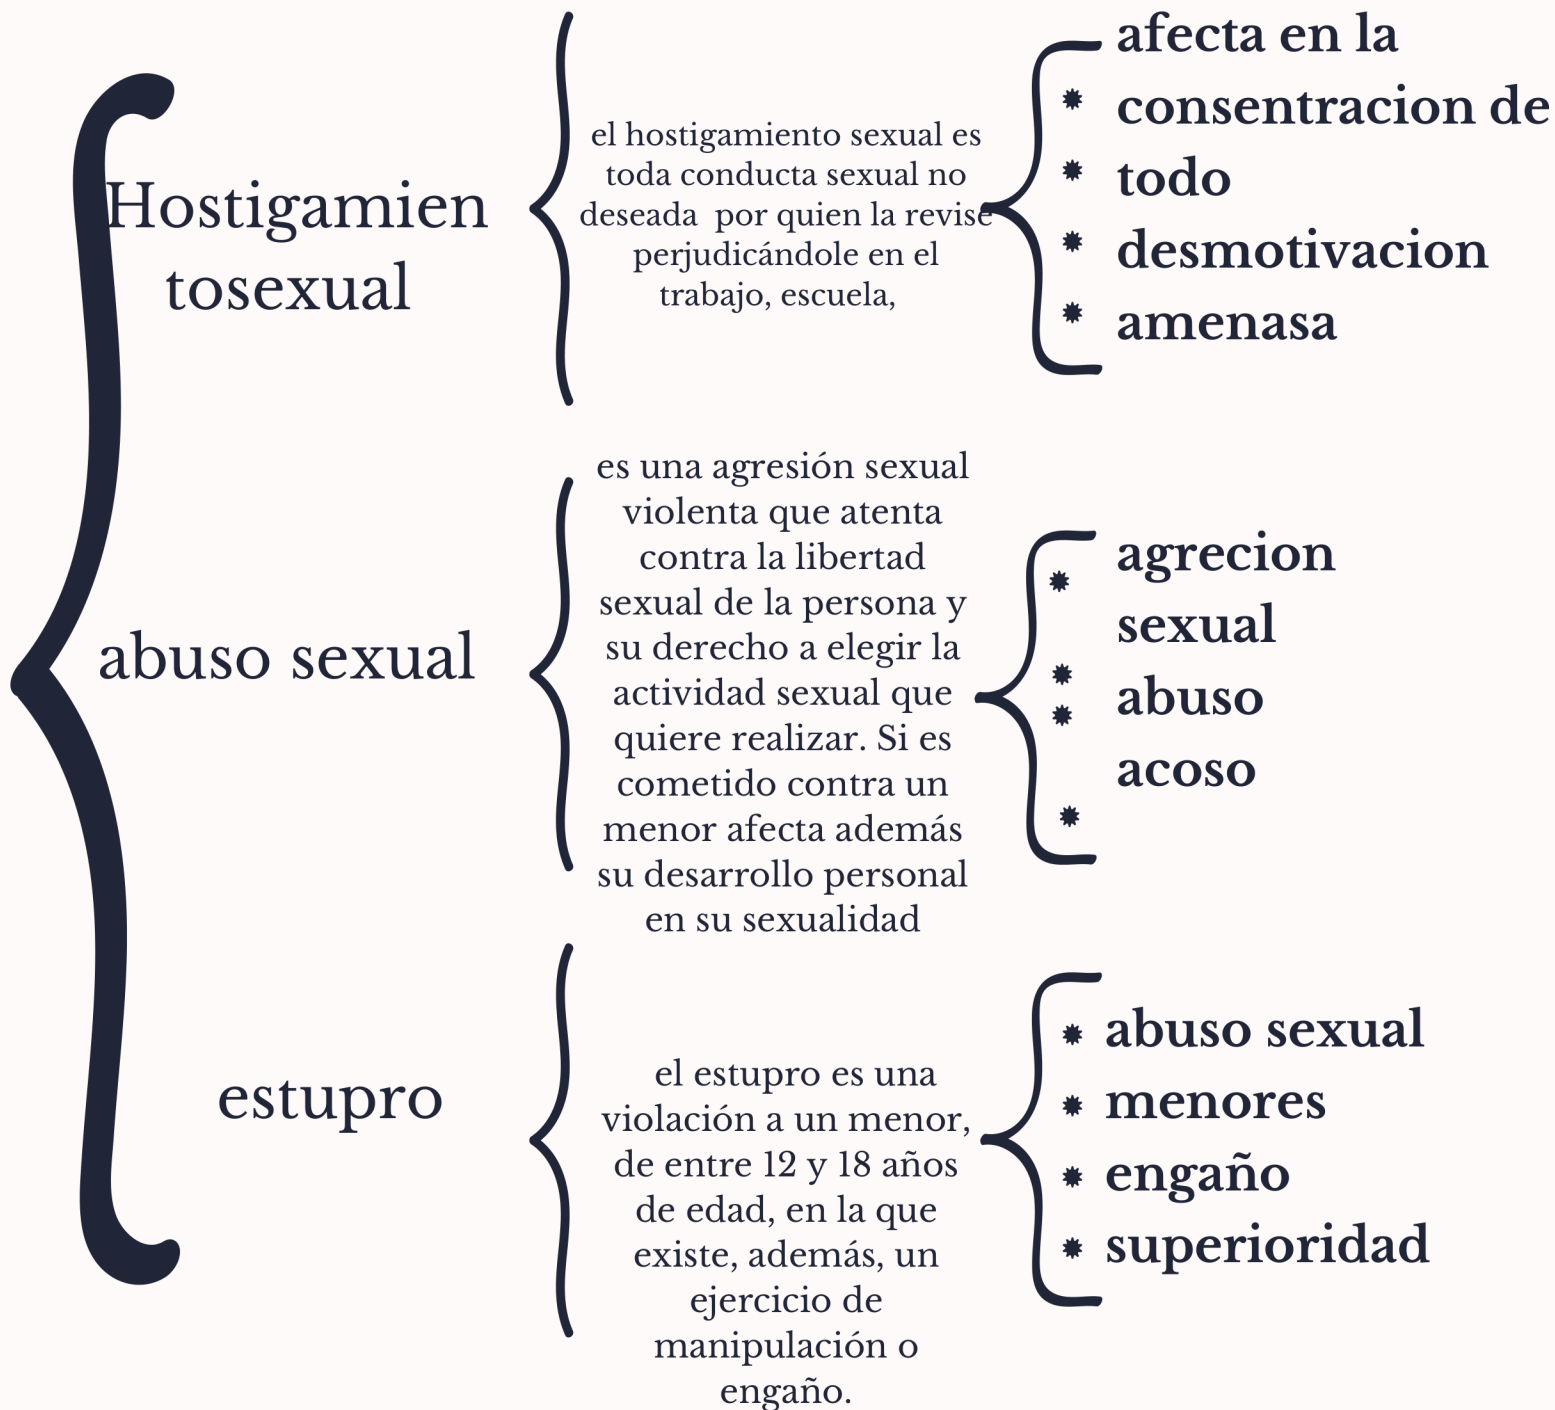 Hostigamien
tosexual
el hostigamiento sexual es
toda conducta sexual no
deseada  por quien la revise
perjudicándole en el
trabajo, escuela,
afecta en la
consentracion de
todo
desmotivacion
amenasa
abuso sexual
es una agresión sexual
violenta que atenta
contra la libertad
sexual de la persona y
su derecho a elegir la
actividad sexual que
quiere realizar. Si es
cometido contra un
menor afecta además
su desarrollo personal
en su sexualidad
agrecion
sexual
abuso
acoso
estupro
el estupro es una
violación a un menor,
de entre 12 y 18 años
de edad, en la que
existe, además, un
ejercicio de
manipulación o
engaño.
abuso sexual
menores
engaño
superioridad